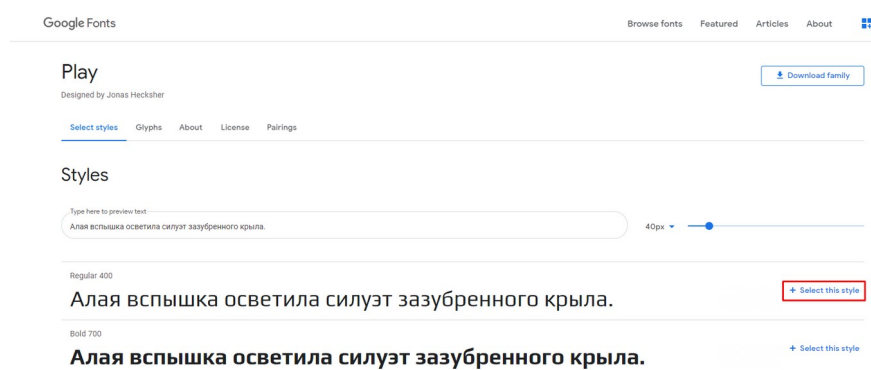 Google Fonts Browse fonts Featured Articles About
Play
Download family
Designed by Jonas Hecksher
Select styles Glyphs About License Pairings
Styles
Type here to preview text
Алая вспышка осветила силуэт зазубренного крыла. 40px
Regular 400
Алая вспышка осветила силуэт зазубренного крыла. + Select this style
Bold 700
Алая вспышка осветила силуэт зазубренного крыла. + Select this style